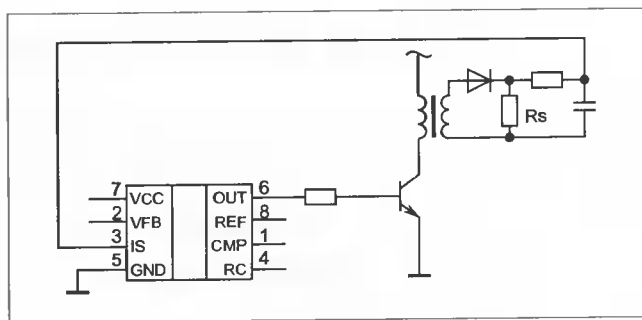 Rs
7 VCC OUT 6
2 VFB REF 8
3 IS CMP 1
5 GND RC 4